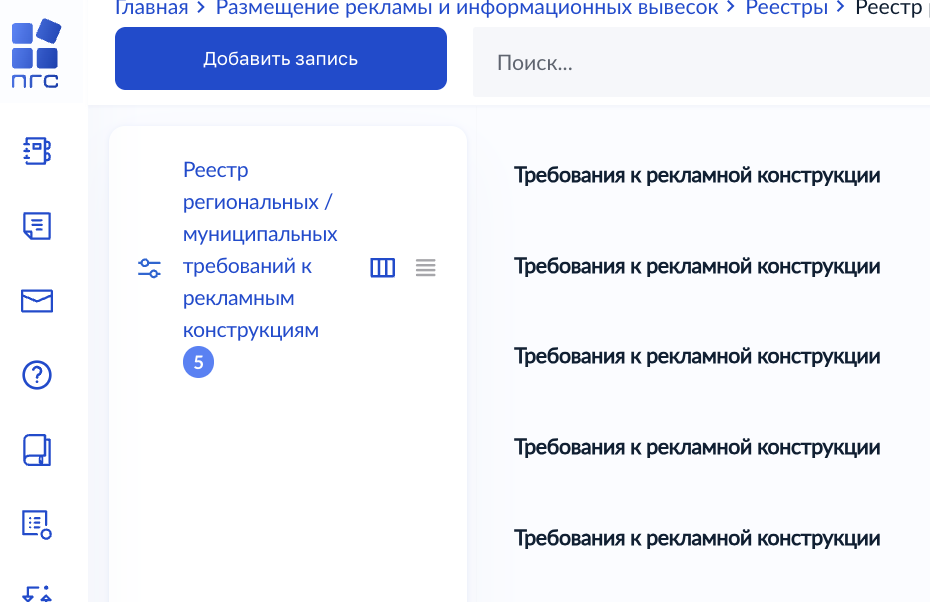 Главная > Размещение рекламы и информационных вывесок > Реестры > Реестр
пгс
Добавить запись
Поиск...
Реестр
региональных /
муниципальных
требований к
рекламным
конструкциям
5
Требования к рекламной конструкции
Требования к рекламной конструкции
Требования к рекламной конструкции
Требования к рекламной конструкции
Требования к рекламной конструкции